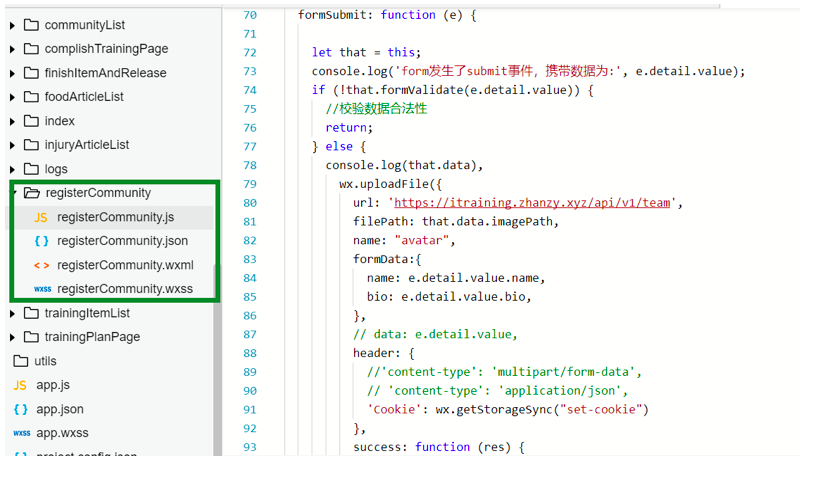 communityList
complishTrainingPage
finishItemAndRelease
foodArticleList
index
injuryArticleList
logs
registerCommunity
JS registerCommunity.js
{ } registerCommunity.json
< > registerCommunity.wxml
wxss registerCommunity.wxss
trainingItemList
trainingPlanPage
utils
JS app.js
{ } app.json
wxss app.wxss
{ } project.config.json
70 formSubmit: function (e) {
71
72 let that = this;
73 console.log('form发生了submit事件，携带数据为:', e.detail.value);
74 if (!that.formValidate(e.detail.value)) {
75 //校验数据合法性
76 return;
77 } else {
78 console.log(that.data),
79 wx.uploadFile({
80 url: 'https://itraining.zhanzy.xyz/api/v1/team',
81 filePath: that.data.imagePath,
82 name: "avatar",
83 formData:{
84 name: e.detail.value.name,
85 bio: e.detail.value.bio,
86 },
87 // data: e.detail.value,
88 header: {
89 //'content-type': 'multipart/form-data',
90 // 'content-type': 'application/json',
91 'Cookie': wx.getStorageSync("set-cookie")
92 },
93 success: function (res) {